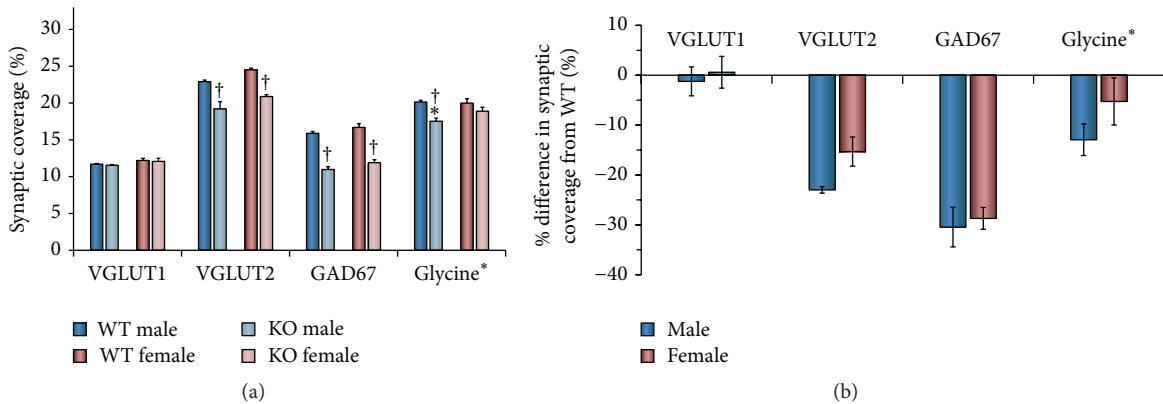 Synaptic coverage (%)
30
25
20
15
10
5
0
†
†
†
†
†
*
VGLUT1 VGLUT2 GAD67 Glycine*
WT male KO male
WT female KO female
(a)
% difference in synaptic
coverage from WT (%)
10
0
−10
−20
−30
−40
VGLUT1 VGLUT2 GAD67 Glycine*
Male
Female
(b)